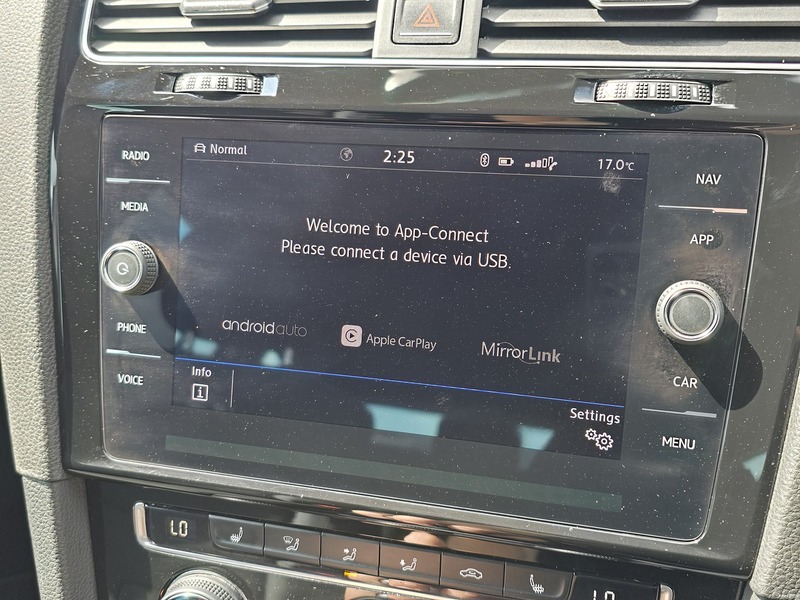 RADIO
MEDIA
PHONE
VOICE
Normal
2:25
17.0°C
Welcome to App-Connect
Please connect a device via USB.
androidauto
Apple CarPlay
MirrorLink
Info
i
Settings
NAV
APP
CAR
MENU
LO
LO